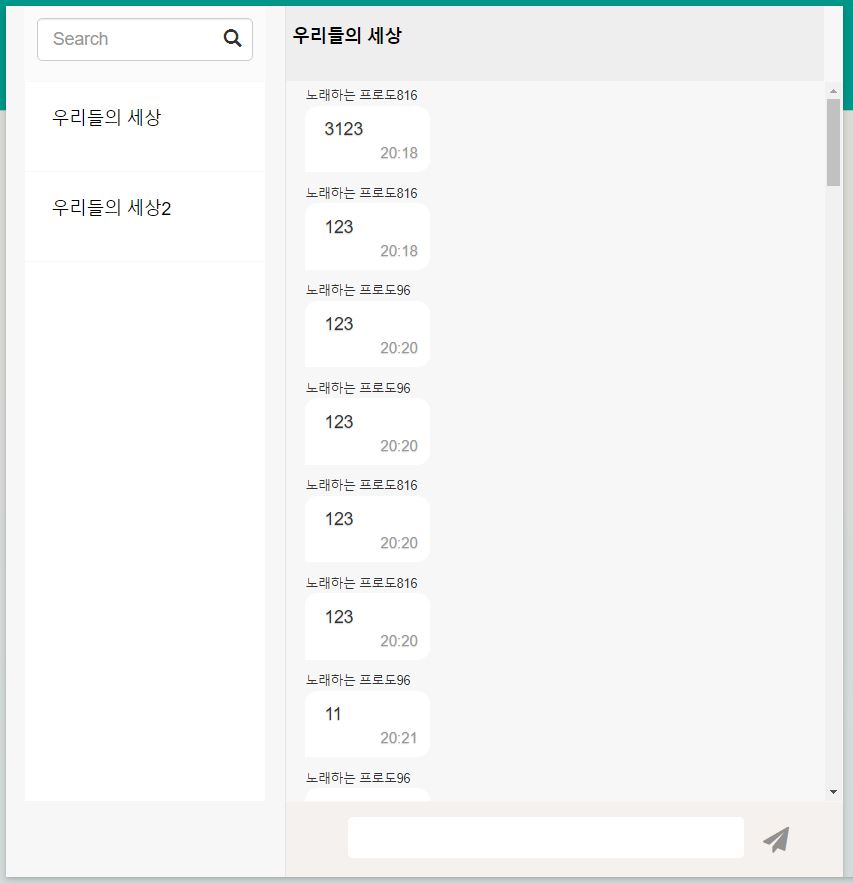 Search
우리들의 세상
우리들의 세상2
우리들의 세상
노래하는 프로도816
3123
20:18
노래하는 프로도816
123
20:18
노래하는 프로도96
123
20:20
노래하는 프로도96
123
20:20
노래하는 프로도816
123
20:20
노래하는 프로도816
123
20:20
노래하는 프로도96
11
20:21
노래하는 프로도96